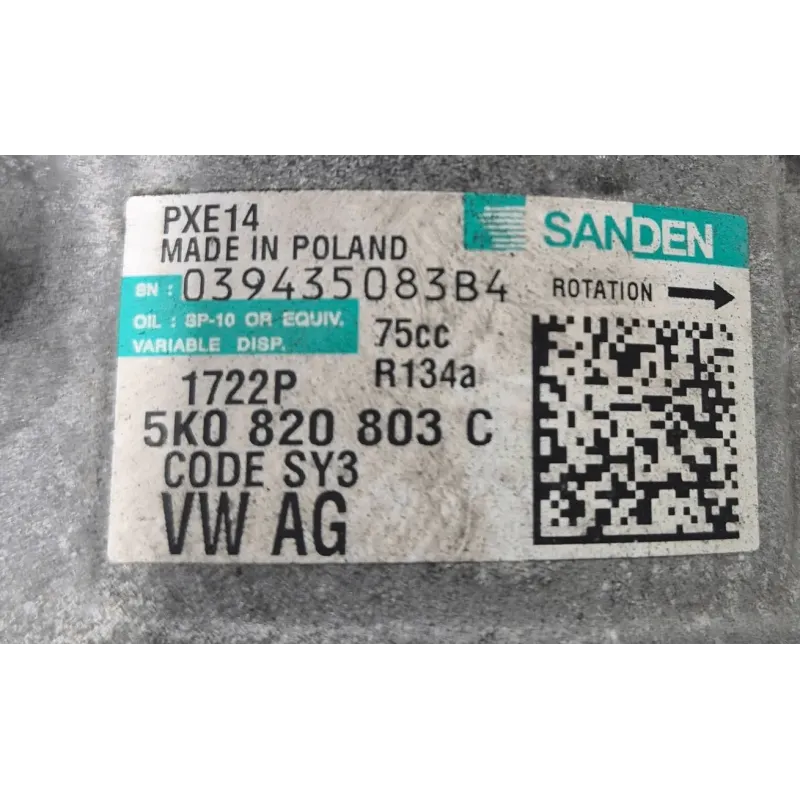 PXE14
SANDEN
MADE IN POLAND
SN : 039435083B4
ROTATION
OIL : SP-10 OR EQUIV.
75cc
VARIABLE DISP.
R134a
1722P
5K0 820 803 C
CODE SY3
VW AG